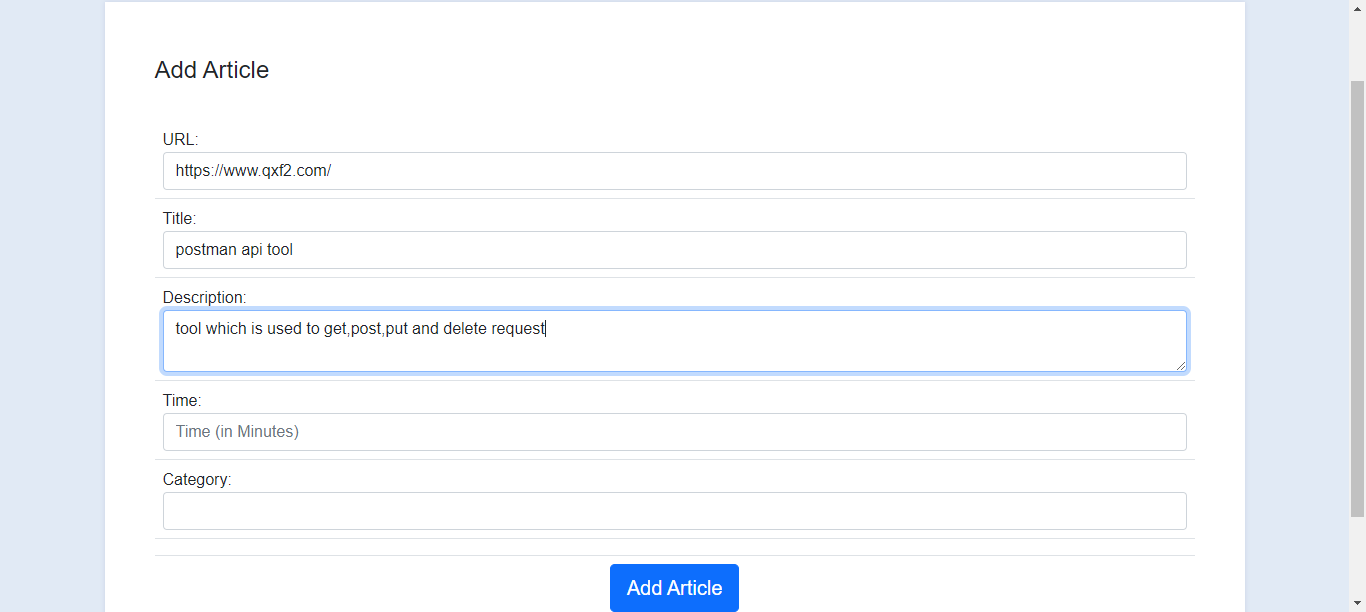 Add Article
URL:
https://www.qxf2.com/
Title:
postman api tool
Description:
tool which is used to get,post,put and delete request
Time:
Time (in Minutes)
Category:
Add Article